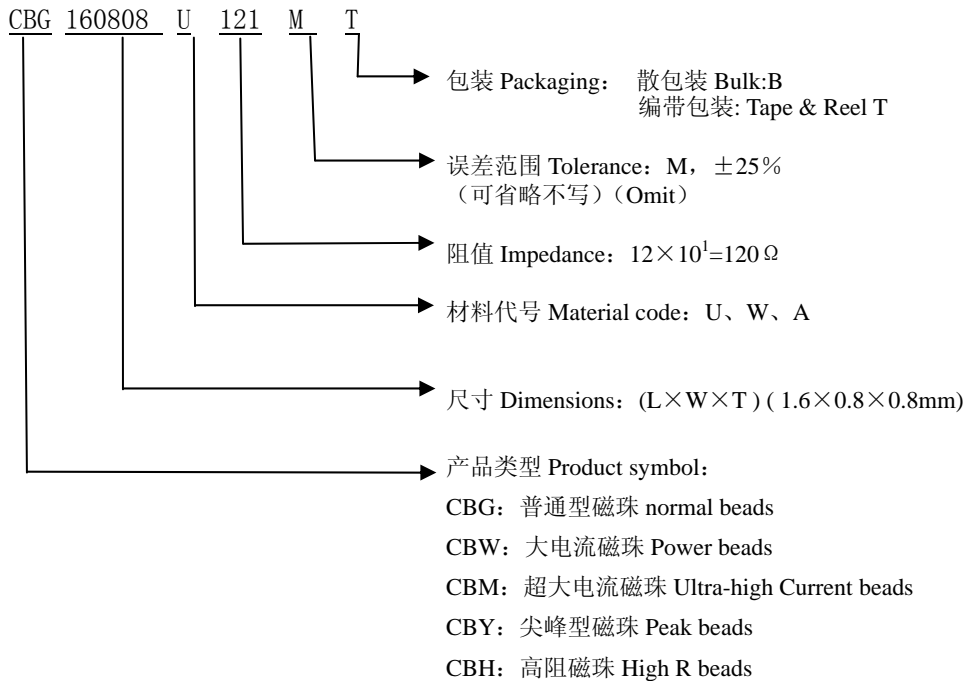 CBG 160808 U 121 M T
包装 Packaging： 散包装 Bulk:B
编带包装: Tape & Reel T
误差范围 Tolerance：M，±25％
（可省略不写）（Omit）
阻值 Impedance：12×10¹=120Ω
材料代号 Material code：U、W、A
尺寸 Dimensions：(L×W×T ) ( 1.6×0.8×0.8mm)
产品类型 Product symbol：
CBG：普通型磁珠 normal beads
CBW：大电流磁珠 Power beads
CBM：超大电流磁珠 Ultra-high Current beads
CBY：尖峰型磁珠 Peak beads
CBH：高阻磁珠 High R beads